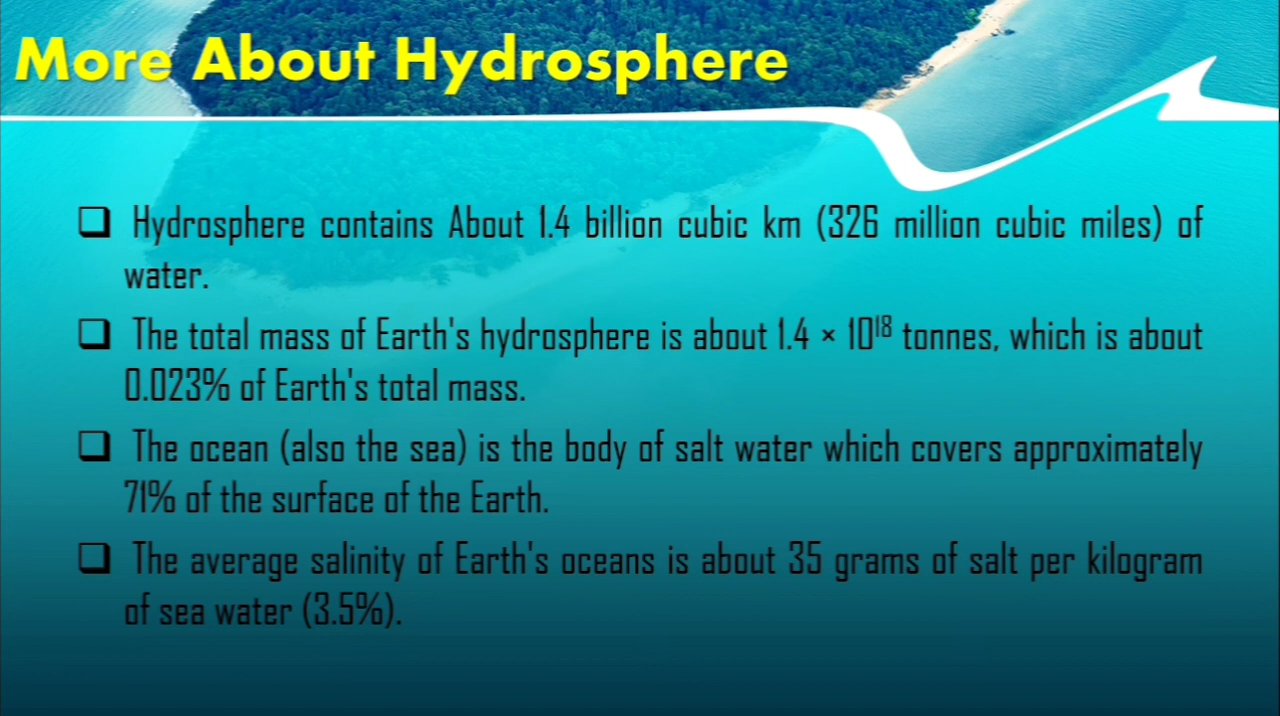 More About Hydrosphere
❑ Hydrosphere contains About 1.4 billion cubic km (326 million cubic miles) of
water.
❑ The total mass of Earth's hydrosphere is about 1.4 × 10¹⁸ tonnes, which is about
0.023% of Earth's total mass.
❑ The ocean (also the sea) is the body of salt water which covers approximately
71% of the surface of the Earth.
❑ The average salinity of Earth's oceans is about 35 grams of salt per kilogram
of sea water (3.5%).